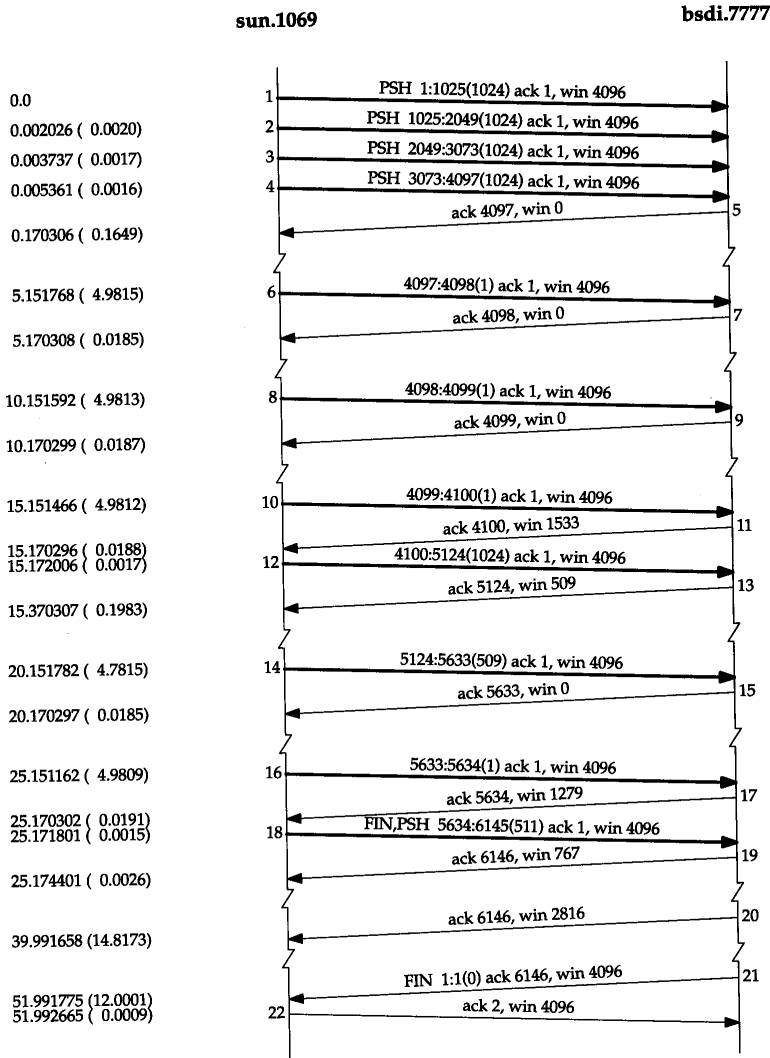 sun.1069 bsdi.7777
0.0 1 PSH 1:1025(1024) ack 1, win 4096
0.002026 ( 0.0020) 2 PSH 1025:2049(1024) ack 1, win 4096
0.003737 ( 0.0017) 3 PSH 2049:3073(1024) ack 1, win 4096
0.005361 ( 0.0016) 4 PSH 3073:4097(1024) ack 1, win 4096
ack 4097, win 0 5
0.170306 ( 0.1649)
5.151768 ( 4.9815) 6 4097:4098(1) ack 1, win 4096
ack 4098, win 0 7
5.170308 ( 0.0185)
10.151592 ( 4.9813) 8 4098:4099(1) ack 1, win 4096
ack 4099, win 0 9
10.170299 ( 0.0187)
15.151466 ( 4.9812) 10 4099:4100(1) ack 1, win 4096
ack 4100, win 1533 11
15.170296 ( 0.0188)
15.172006 ( 0.0017) 12 4100:5124(1024) ack 1, win 4096
ack 5124, win 509 13
15.370307 ( 0.1983)
20.151782 ( 4.7815) 14 5124:5633(509) ack 1, win 4096
ack 5633, win 0 15
20.170297 ( 0.0185)
25.151162 ( 4.9809) 16 5633:5634(1) ack 1, win 4096
ack 5634, win 1279 17
25.170302 ( 0.0191)
25.171801 ( 0.0015) 18 FIN,PSH 5634:6145(511) ack 1, win 4096
ack 6146, win 767 19
25.174401 ( 0.0026)
ack 6146, win 2816 20
39.991658 (14.8173)
FIN 1:1(0) ack 6146, win 4096 21
51.991775 (12.0001)
51.992665 ( 0.0009) 22 ack 2, win 4096